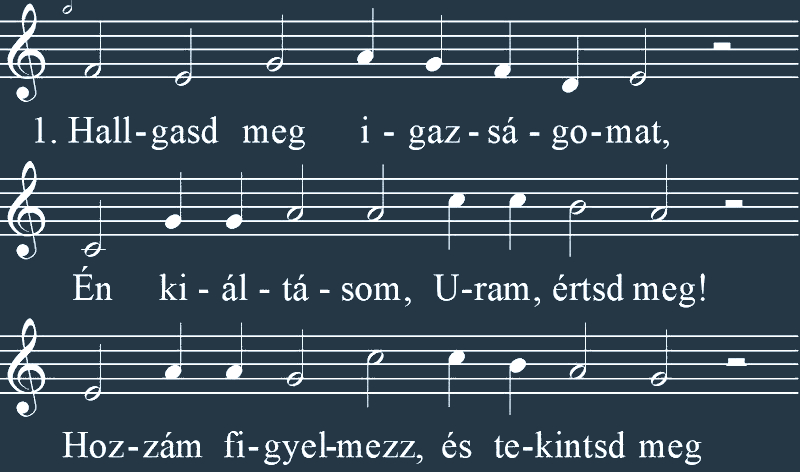 1. Hall-gasd meg i - gaz - sá - go-mat,
Én ki - ál - tá - som, U-ram, értsd meg!
Hoz-zám fi-gyel-mezz, és te-kintsd meg